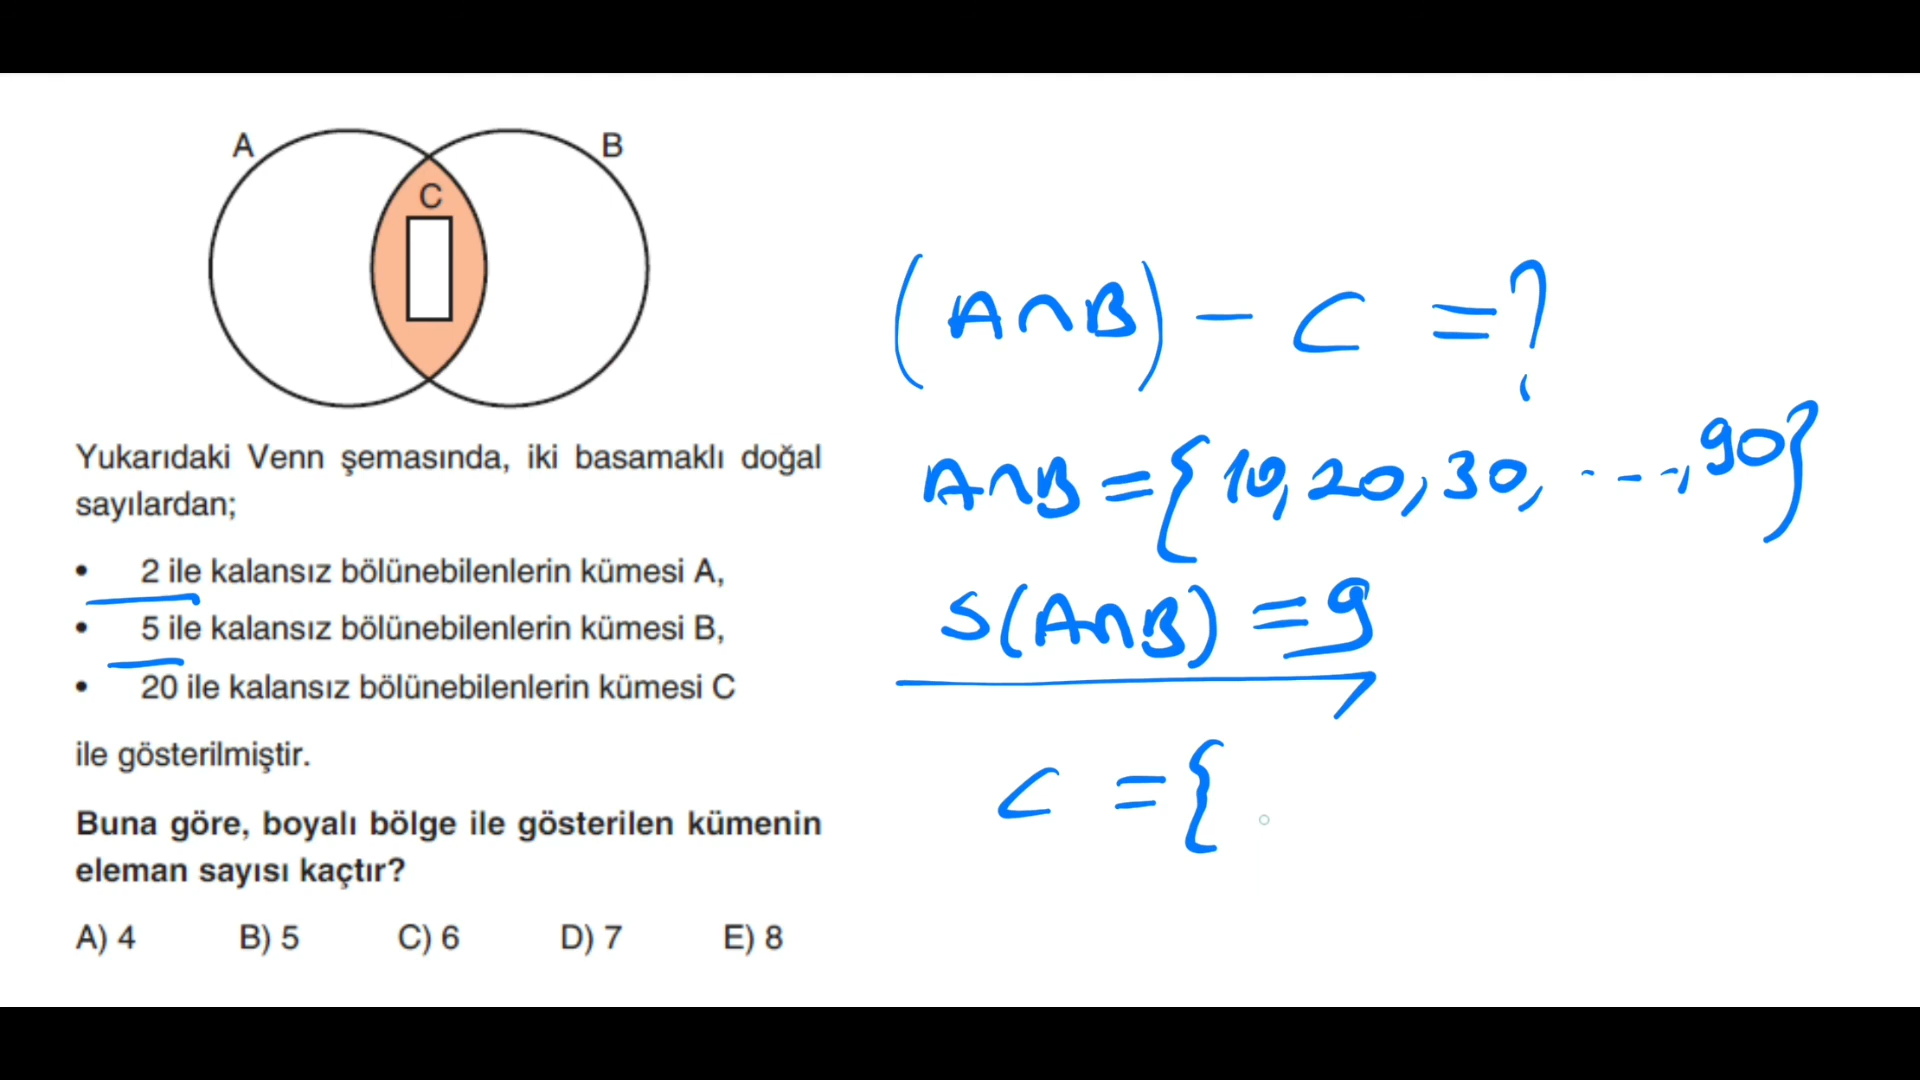 A
B
C
Yukarıdaki Venn şemasında, iki basamaklı doğal
sayılardan;
• 2 ile kalansız bölünebilenlerin kümesi A,
• 5 ile kalansız bölünebilenlerin kümesi B,
• 20 ile kalansız bölünebilenlerin kümesi C
ile gösterilmiştir.
Buna göre, boyalı bölge ile gösterilen kümenin
eleman sayısı kaçtır?
A) 4 B) 5 C) 6 D) 7 E) 8
(A∩B) - C = ?
A∩B = {10, 20, 30, ..., 90}
s(A∩B) = 9
C = {